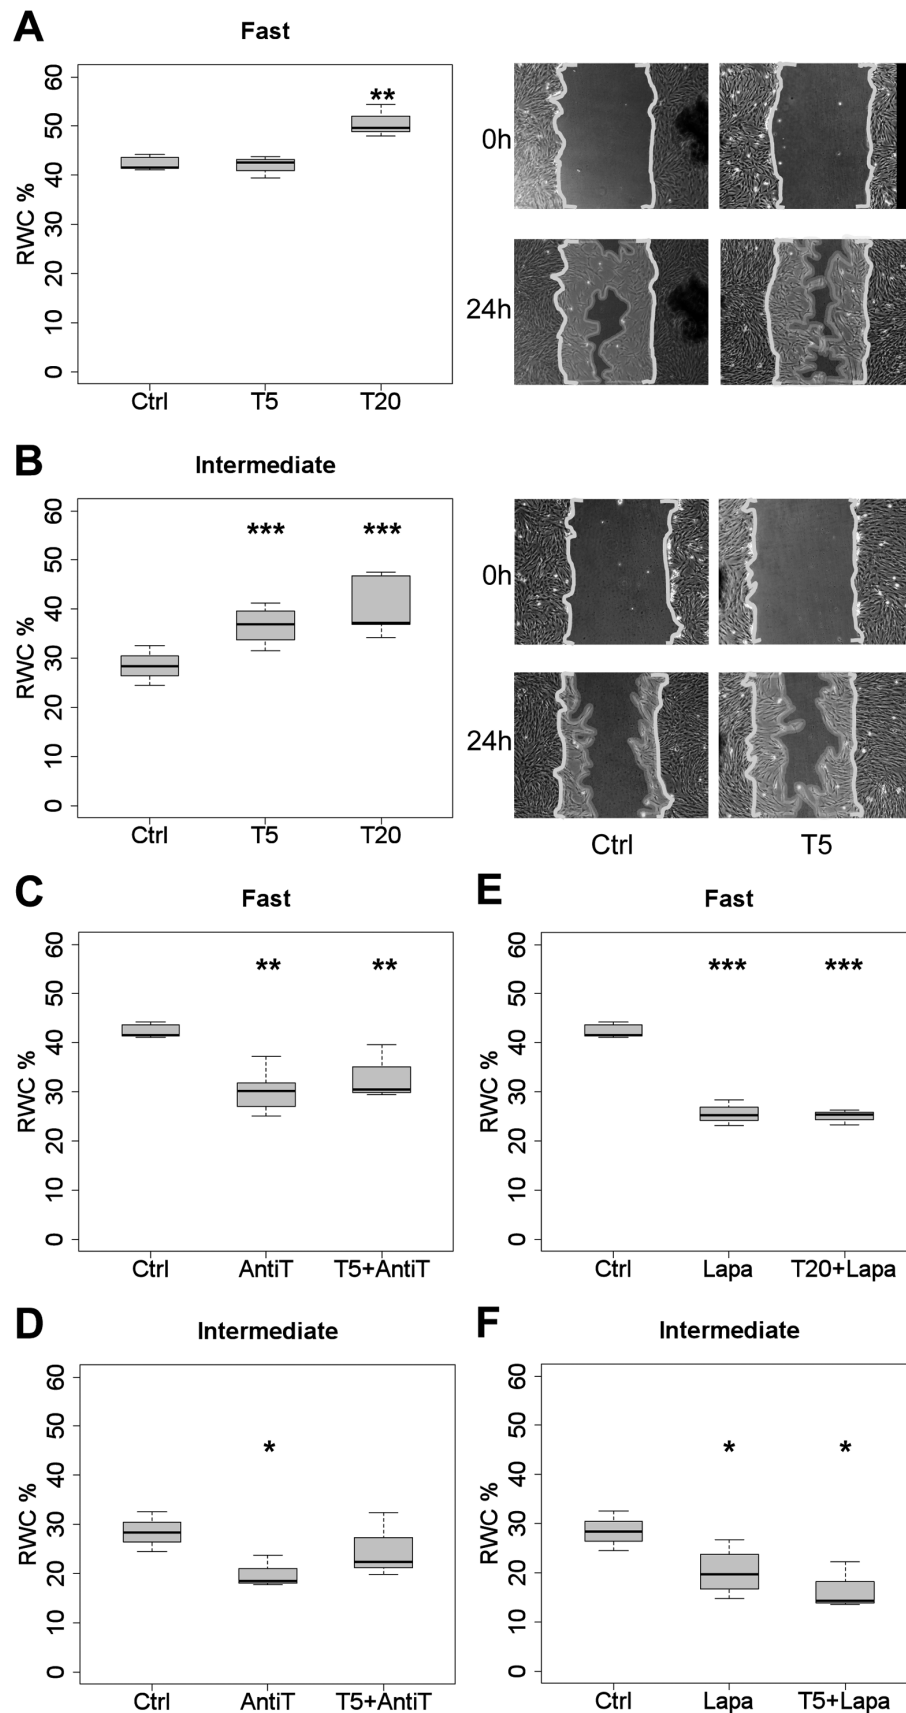 A
Fast
RWC %
60
50
40
30
20
10
0
**
Ctrl T5 T20
0h
24h
B
Intermediate
RWC %
60
50
40
30
20
10
0
*** ***
Ctrl T5 T20
0h
24h
Ctrl T5
C
Fast
RWC %
60
50
40
30
20
10
0
** **
Ctrl AntiT T5+AntiT
E
Fast
RWC %
60
50
40
30
20
10
0
*** ***
Ctrl Lapa T20+Lapa
D
Intermediate
RWC %
60
50
40
30
20
10
0
*
Ctrl AntiT T5+AntiT
F
Intermediate
RWC %
60
50
40
30
20
10
0
* *
Ctrl Lapa T5+Lapa